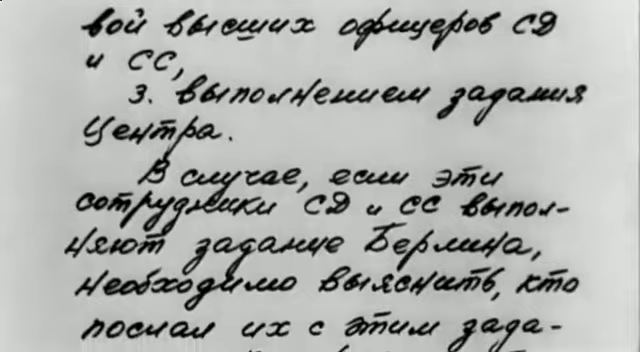 вой высших офицеров СД
и СС,
3. выполнением задания
Центра.
В случае, если эти
сотрудники СД и СС выпол-
няют задание Берлина,
необходимо выяснить, кто
послал их с этим зада-